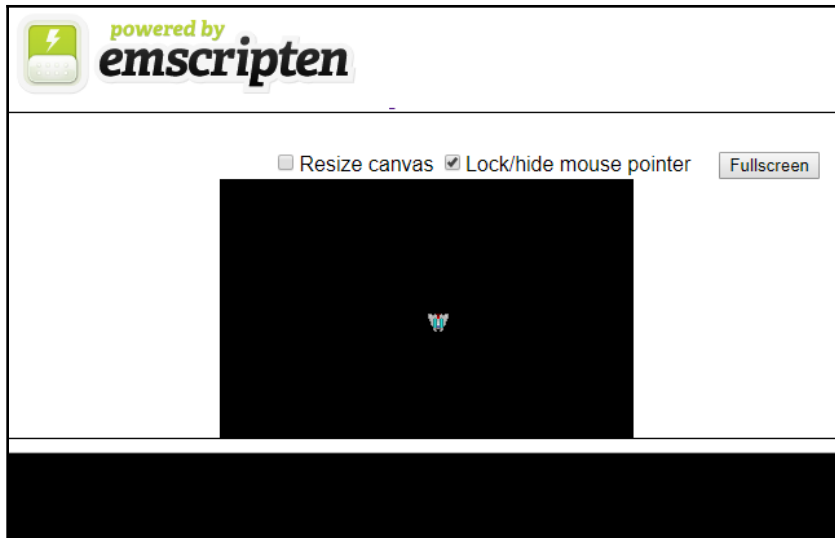 powered by
emscripten
Resize canvas Lock/hide mouse pointer Fullscreen